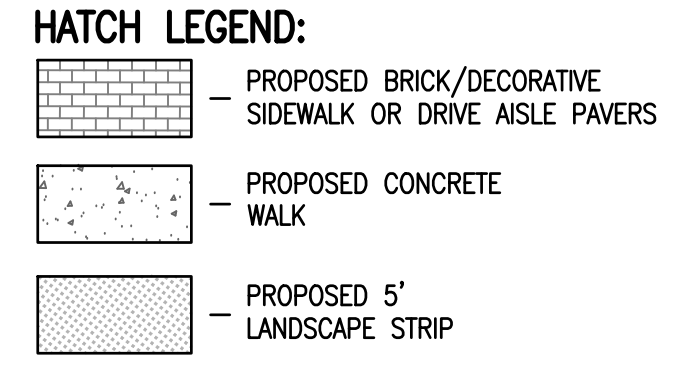 HATCH LEGEND:
— PROPOSED BRICK/DECORATIVE
SIDEWALK OR DRIVE AISLE PAVERS
— PROPOSED CONCRETE
WALK
— PROPOSED 5'
LANDSCAPE STRIP